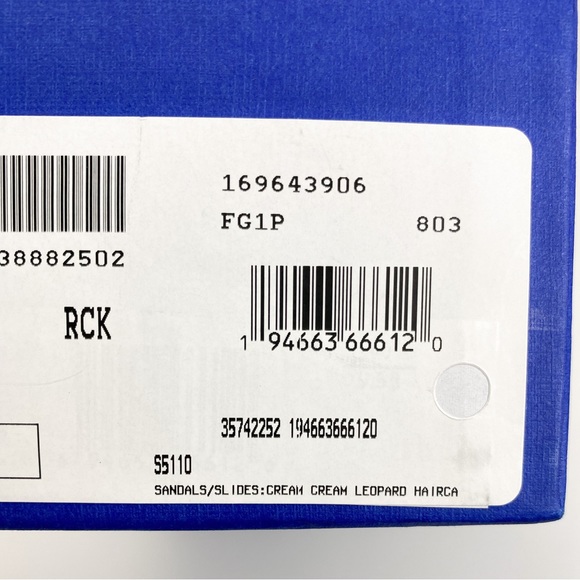 169643906
FG1P 803
38882502
RCK
1 94663 66612 0
35742252 194663666120
S5110
SANDALS/SLIDES:CREAM CREAM LEOPARD HAIRCA